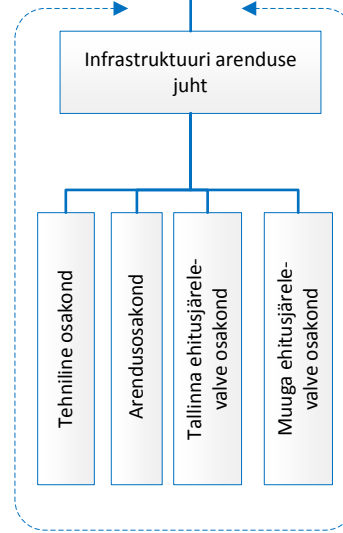 Infrastruktuuri arenduse
juht
Tehniline osakond
Arendusosakond
Tallinna ehitusjärele-
valve osakond
Muuga ehitusjärele-
valve osakond